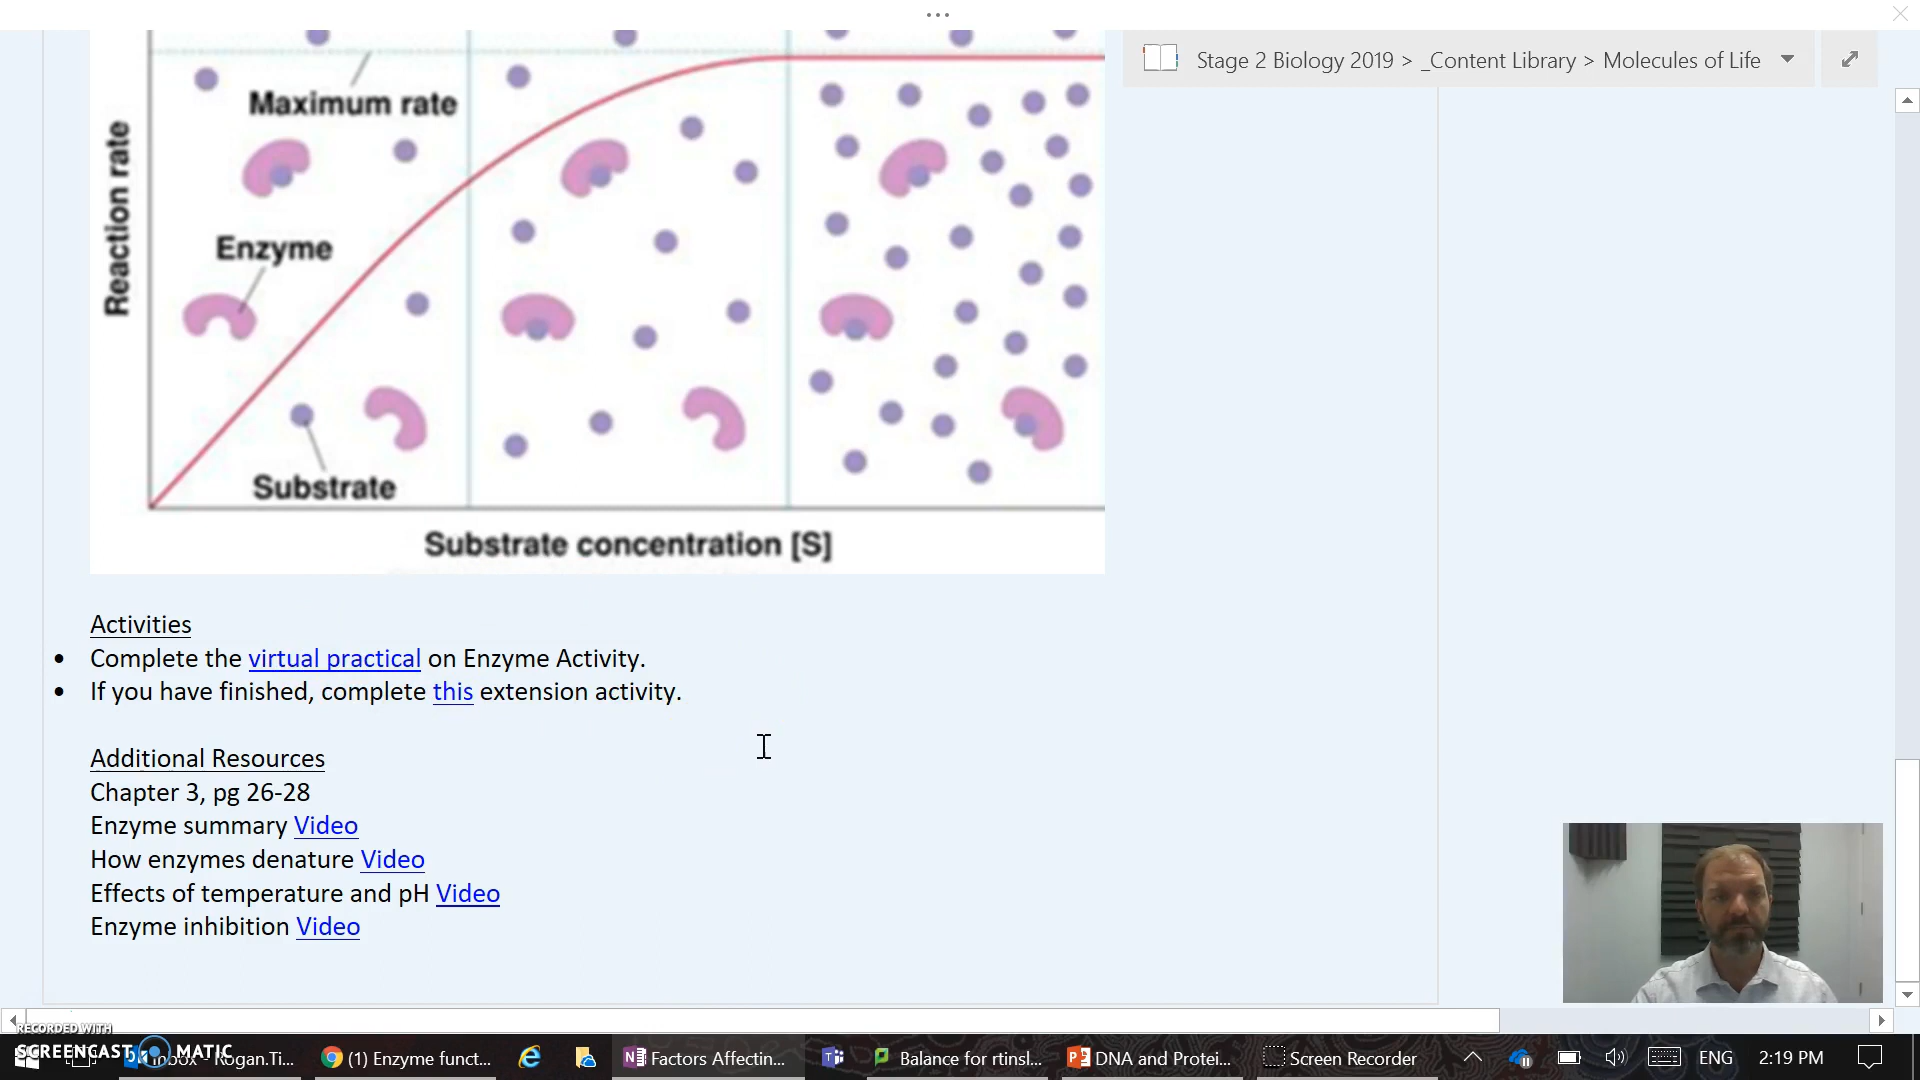 Stage 2 Biology 2019 > _Content Library > Molecules of Life
Maximum rate
Reaction rate
Enzyme
Substrate
Substrate concentration [S]
Activities
• Complete the virtual practical on Enzyme Activity.
• If you have finished, complete this extension activity.
Additional Resources
Chapter 3, pg 26-28
Enzyme summary Video
How enzymes denature Video
Effects of temperature and pH Video
Enzyme inhibition Video
RECORDED WITH
SCREENCAST MATIC
Inbox - Rogan.Ti...
(1) Enzyme funct...
Factors Affectin...
Balance for rtinsl...
DNA and Protei...
Screen Recorder
ENG
2:19 PM